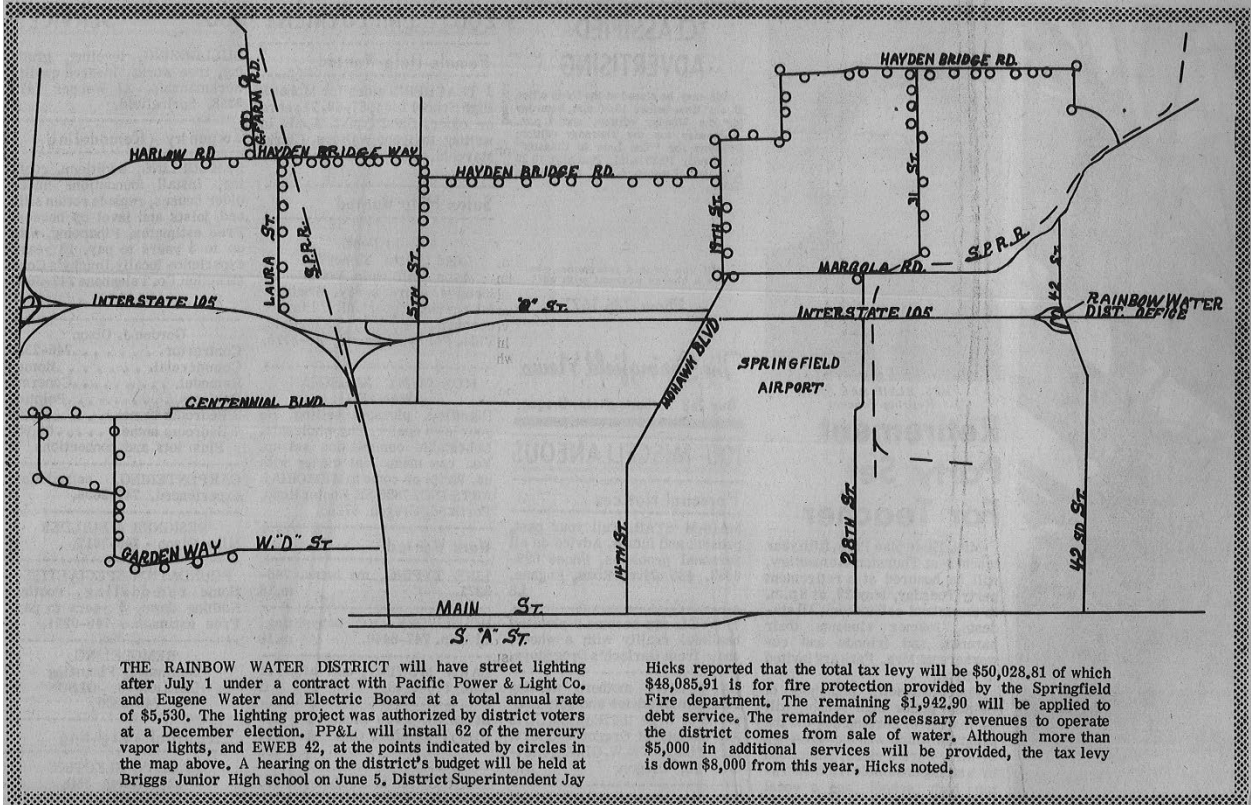 HAYDEN BRIDGE RD.
G.FARM RD.
HARLOW RD
HAYDEN BRIDGE WAY
HAYDEN BRIDGE RD.
31 ST.
19TH ST.
LAURA ST.
S.P.R.R.
5TH ST.
S.P.R.R.
MARCOLA RD.
42 ST.
INTERSTATE 105
"Q" ST.
INTERSTATE 105
RAINBOW WATER
DIST. OFFICE
MOHAWK BLVD
SPRINGFIELD
AIRPORT
CENTENNIAL BLVD.
GARDEN WAY
W. "D" ST
14TH ST.
28TH ST.
42 ND ST.
MAIN ST.
S. "A" ST.
THE RAINBOW WATER DISTRICT will have street lighting
after July 1 under a contract with Pacific Power & Light Co.
and Eugene Water and Electric Board at a total annual rate
of $5,530. The lighting project was authorized by district voters
at a December election. PP&L will install 62 of the mercury
vapor lights, and EWEB 42, at the points indicated by circles in
the map above. A hearing on the district's budget will be held at
Briggs Junior High school on June 5. District Superintendent Jay
Hicks reported that the total tax levy will be $50,028.81 of which
$48,085.91 is for fire protection provided by the Springfield
Fire department. The remaining $1,942.90 will be applied to
debt service. The remainder of necessary revenues to operate
the district comes from sale of water. Although more than
$5,000 in additional services will be provided, the tax levy
is down $8,000 from this year, Hicks noted.